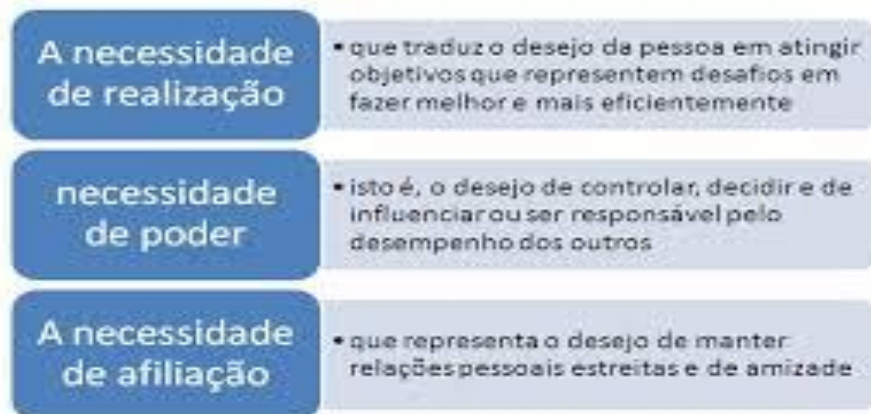 A necessidade
de realização
• que traduz o desejo da pessoa em atingir
objetivos que representem desafios em
fazer melhor e mais eficientemente
necessidade
de poder
• isto é, o desejo de controlar, decidir e de
influenciar ou ser responsável pelo
desempenho dos outros
A necessidade
de afiliação
• que representa o desejo de manter
relações pessoais estreitas e de amizade